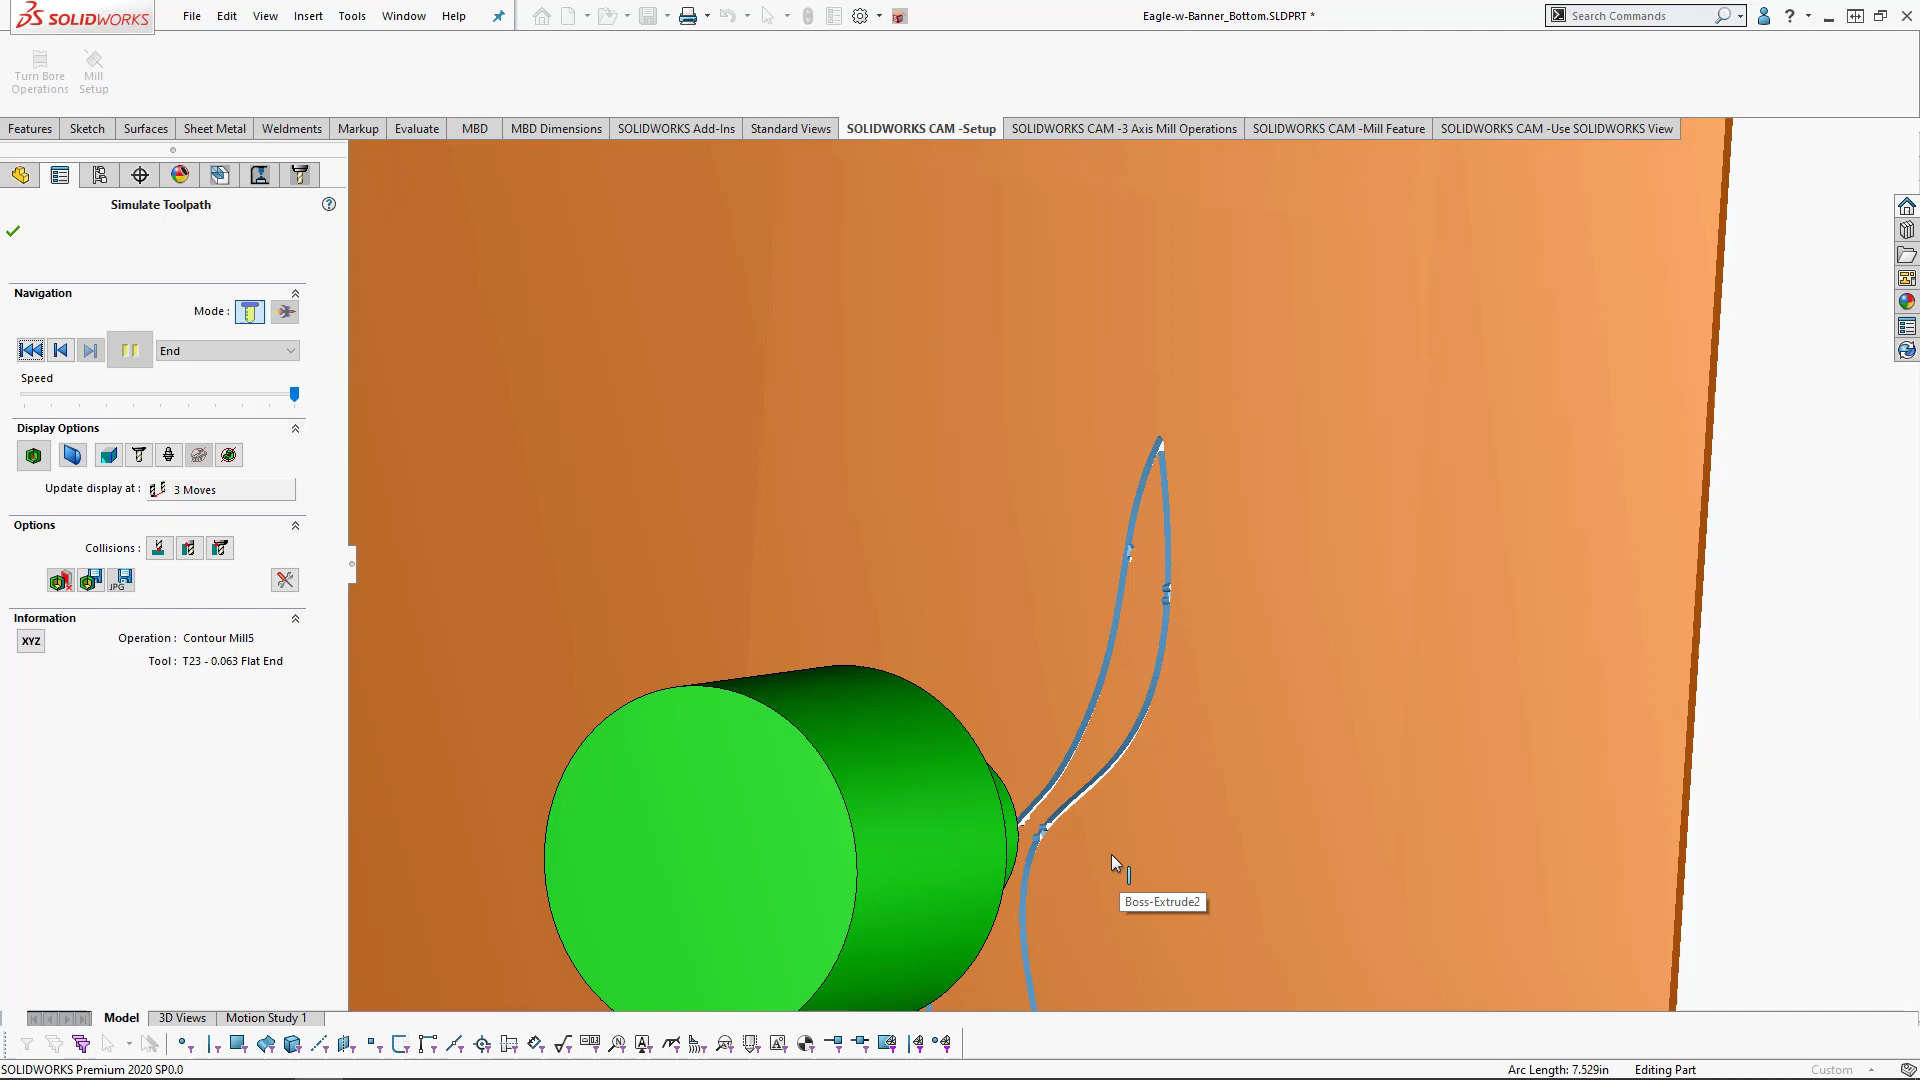 SOLIDWORKS
File Edit View Insert Tools Window Help
Eagle-w-Banner_Bottom.SLDPRT *
Search Commands
Turn Bore Operations
Mill Setup
Features Sketch Surfaces Sheet Metal Weldments Markup Evaluate MBD MBD Dimensions SOLIDWORKS Add-Ins Standard Views SOLIDWORKS CAM -Setup SOLIDWORKS CAM -3 Axis Mill Operations SOLIDWORKS CAM -Mill Feature SOLIDWORKS CAM -Use SOLIDWORKS View
Simulate Toolpath
Navigation
Mode :
End
Speed
Display Options
Update display at : 3 Moves
Options
Collisions :
JPG
Information
XYZ
Operation : Contour Mill5
Tool : T23 - 0.063 Flat End
Boss-Extrude2
Model 3D Views Motion Study 1
SOLIDWORKS Premium 2020 SP0.0
Arc Length: 7.529in Editing Part Custom